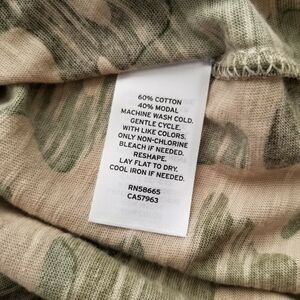 60% COTTON
40% MODAL
MACHINE WASH COLD.
GENTLE CYCLE.
WITH LIKE COLORS.
ONLY NON-CHLORINE
BLEACH IF NEEDED.
RESHAPE.
LAY FLAT TO DRY.
COOL IRON IF NEEDED.
RN58665
CA57963